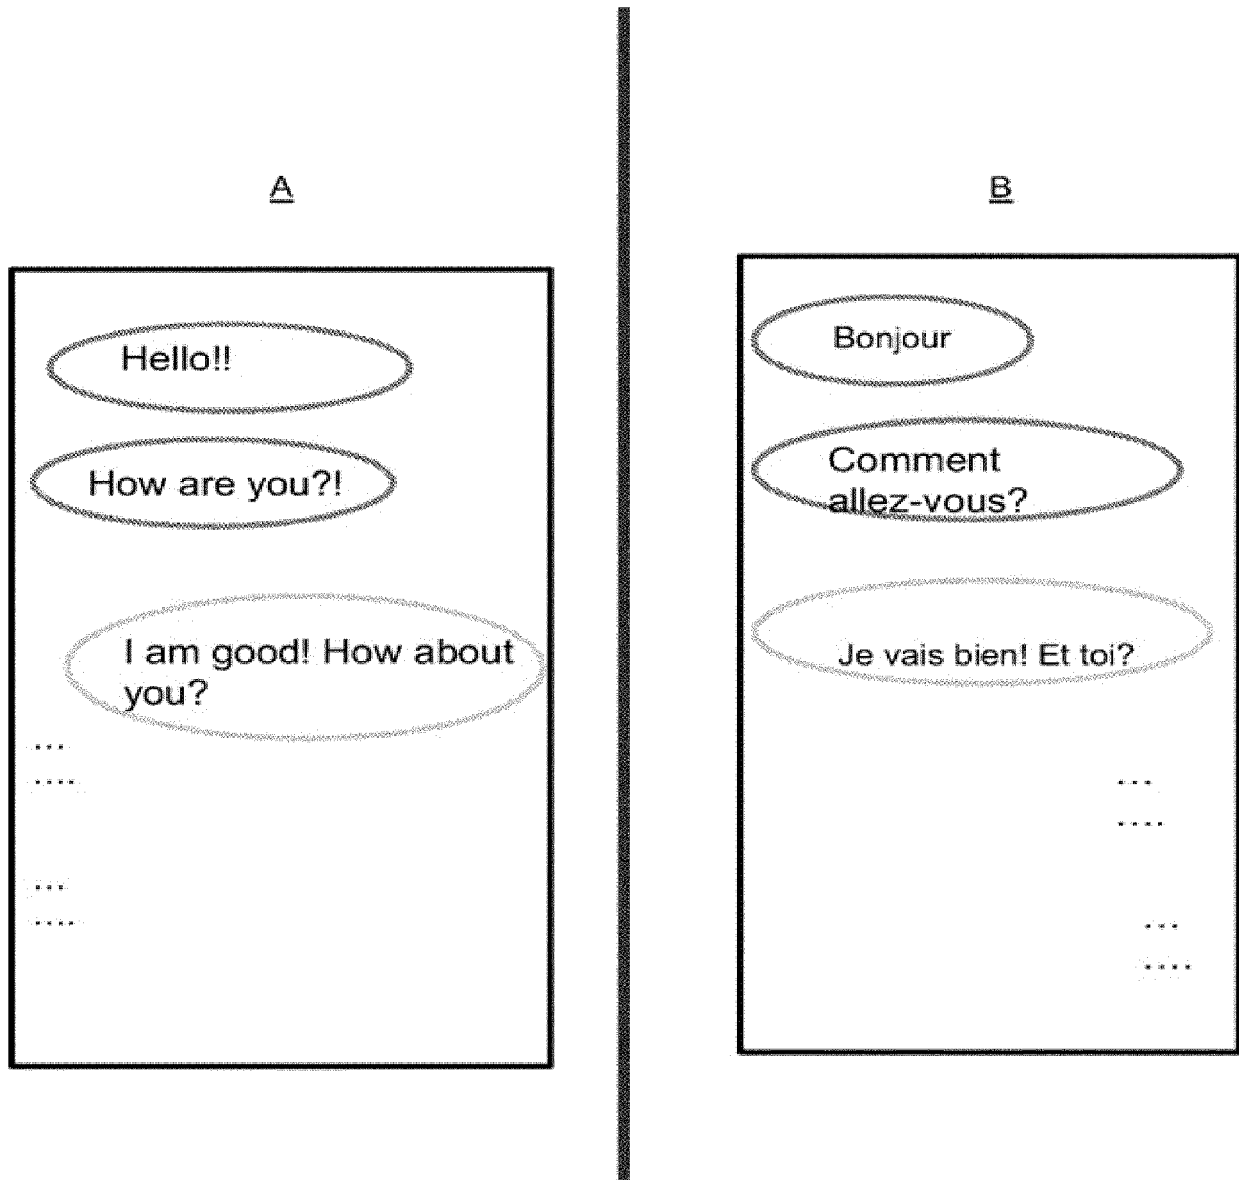 A
Hello!!
How are you?!
I am good! How about
you?
...
....
...
....
B
Bonjour
Comment
allez-vous?
Je vais bien! Et toi?
...
....
...
....